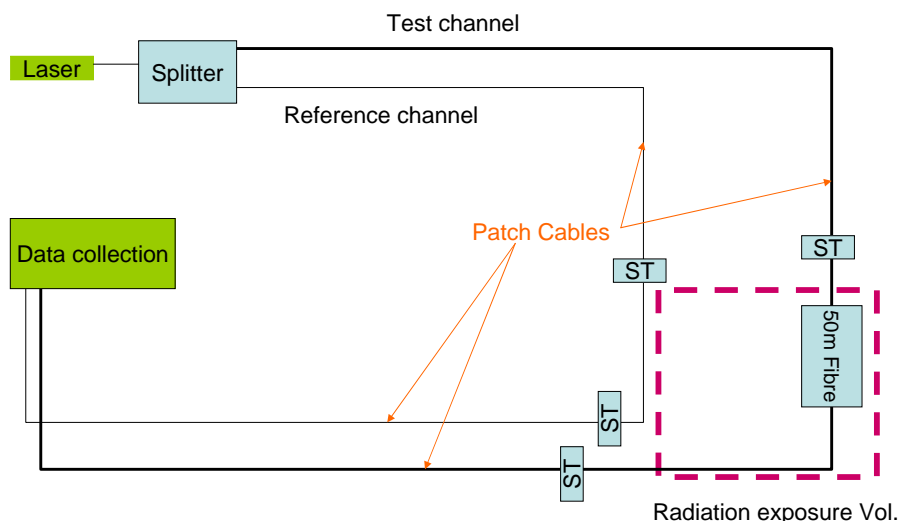 Test channel
Laser
Splitter
Reference channel
Patch Cables
ST
Data collection
ST
50m Fibre
ST
ST
Radiation exposure Vol.